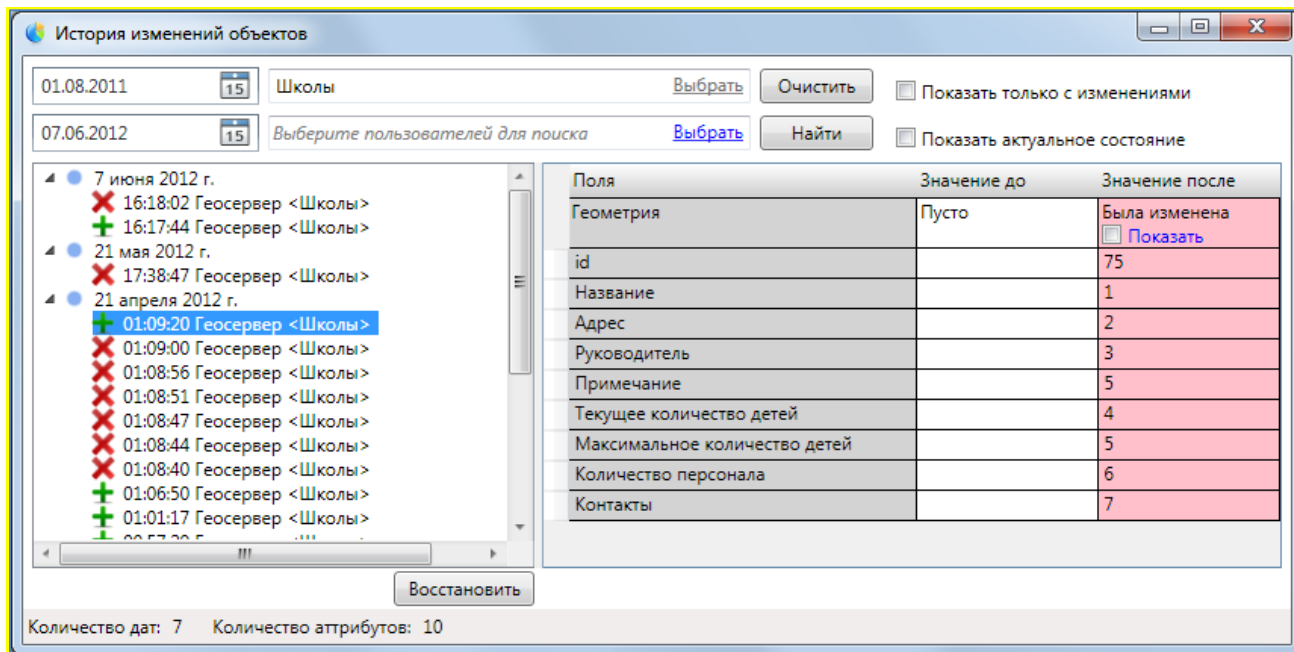 История изменений объектов
01.08.2011 15 Школы Выбрать Очистить Показать только с изменениями
07.06.2012 15 Выберите пользователей для поиска Выбрать Найти Показать актуальное состояние
7 июня 2012 г.
16:18:02 Геосервер <Школы>
16:17:44 Геосервер <Школы>
21 мая 2012 г.
17:38:47 Геосервер <Школы>
21 апреля 2012 г.
01:09:20 Геосервер <Школы>
01:09:00 Геосервер <Школы>
01:08:56 Геосервер <Школы>
01:08:51 Геосервер <Школы>
01:08:47 Геосервер <Школы>
01:08:44 Геосервер <Школы>
01:08:40 Геосервер <Школы>
01:06:50 Геосервер <Школы>
01:01:17 Геосервер <Школы>
Восстановить
Поля Значение до Значение после
Геометрия Пусто Была изменена
Показать
id 75
Название 1
Адрес 2
Руководитель 3
Примечание 5
Текущее количество детей 4
Максимальное количество детей 5
Количество персонала 6
Контакты 7
Количество дат: 7 Количество аттрибутов: 10